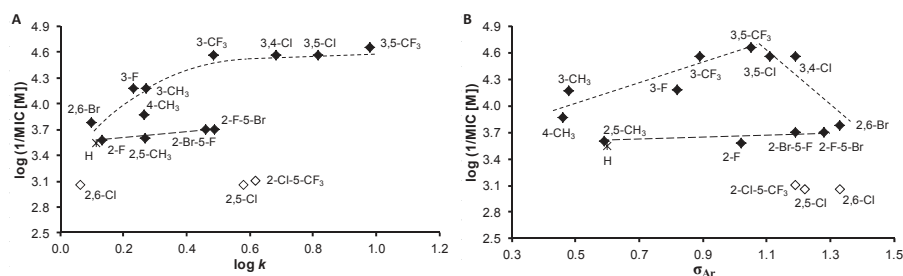 A
4.9
4.6
4.3
4.0
3.7
3.4
3.1
2.8
2.5
log (1/MIC [M])
3-CF₃
3,4-Cl
3,5-Cl
3,5-CF₃
3-F
3-CH₃
4-CH₃
2,6-Br
H
2-F
2,5-CH₃
2-Br-5-F
2-F-5-Br
2,6-Cl
2,5-Cl
2-Cl-5-CF₃
0.0 0.2 0.4 0.6 0.8 1.0 1.2
log k
B
4.9
4.6
4.3
4.0
3.7
3.4
3.1
2.8
2.5
log (1/MIC [M])
3,5-CF₃
3-CH₃
3-CF₃
3,5-Cl
3,4-Cl
3-F
4-CH₃
2,5-CH₃
2,6-Br
H
2-F
2-Br-5-F
2-F-5-Br
2-Cl-5-CF₃
2,5-Cl
2,6-Cl
0.3 0.5 0.7 0.9 1.1 1.3 1.5
σAr